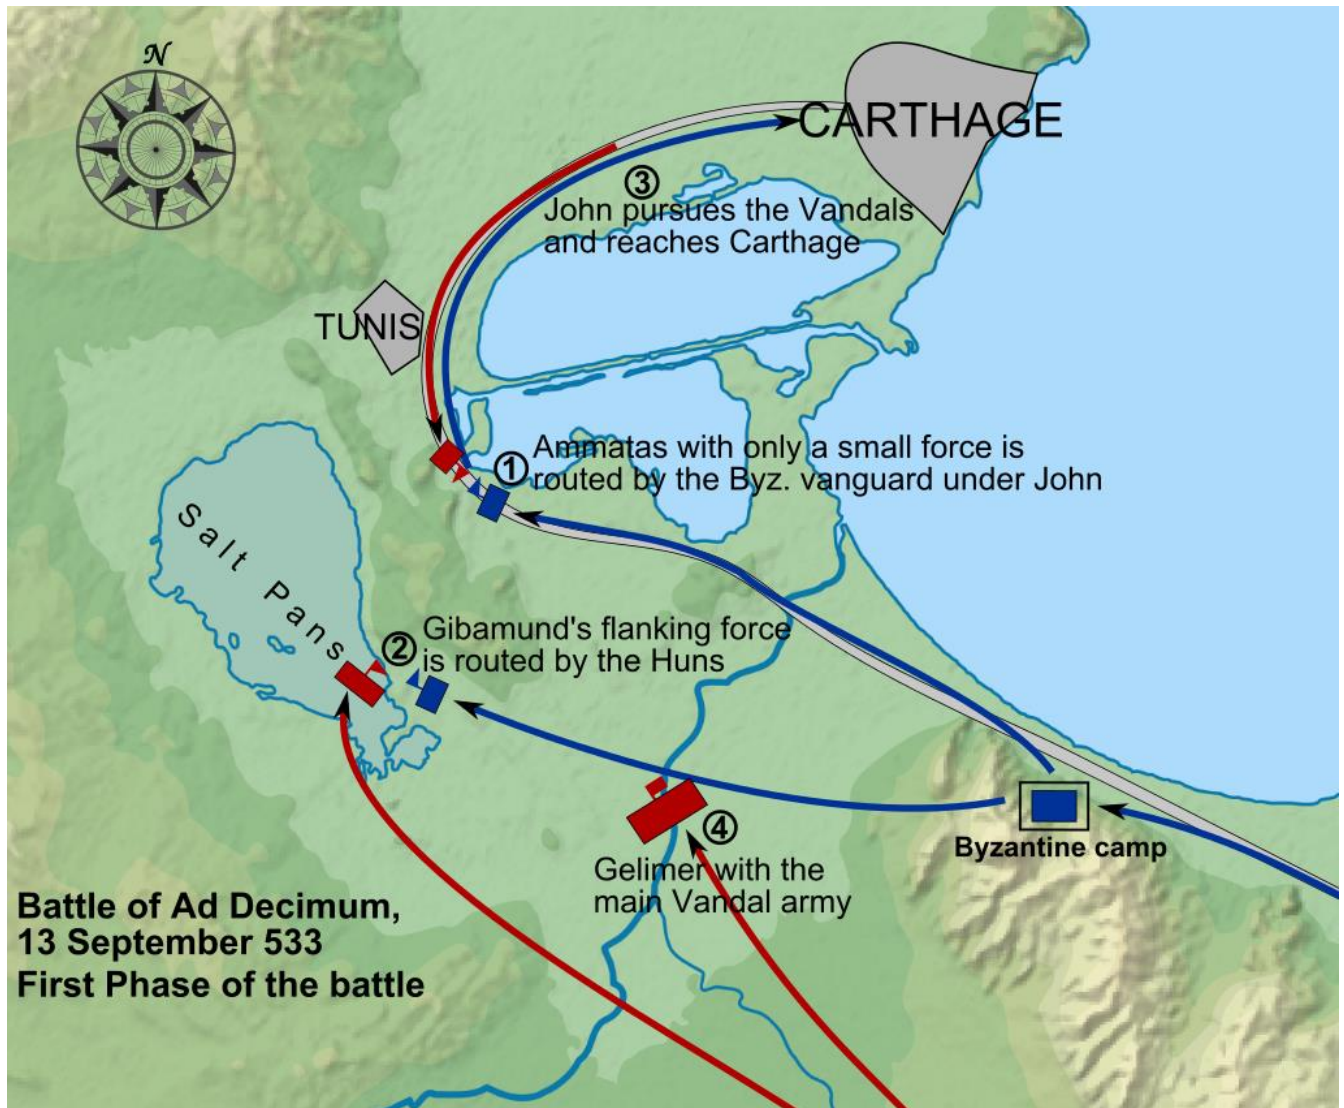 N
CARTHAGE
③
John pursues the Vandals
and reaches Carthage
TUNIS
①
Ammatas with only a small force is
routed by the Byz. vanguard under John
Salt Pans
②
Gibamund's flanking force
is routed by the Huns
④
Gelimer with the
main Vandal army
Byzantine camp
Battle of Ad Decimum,
13 September 533
First Phase of the battle